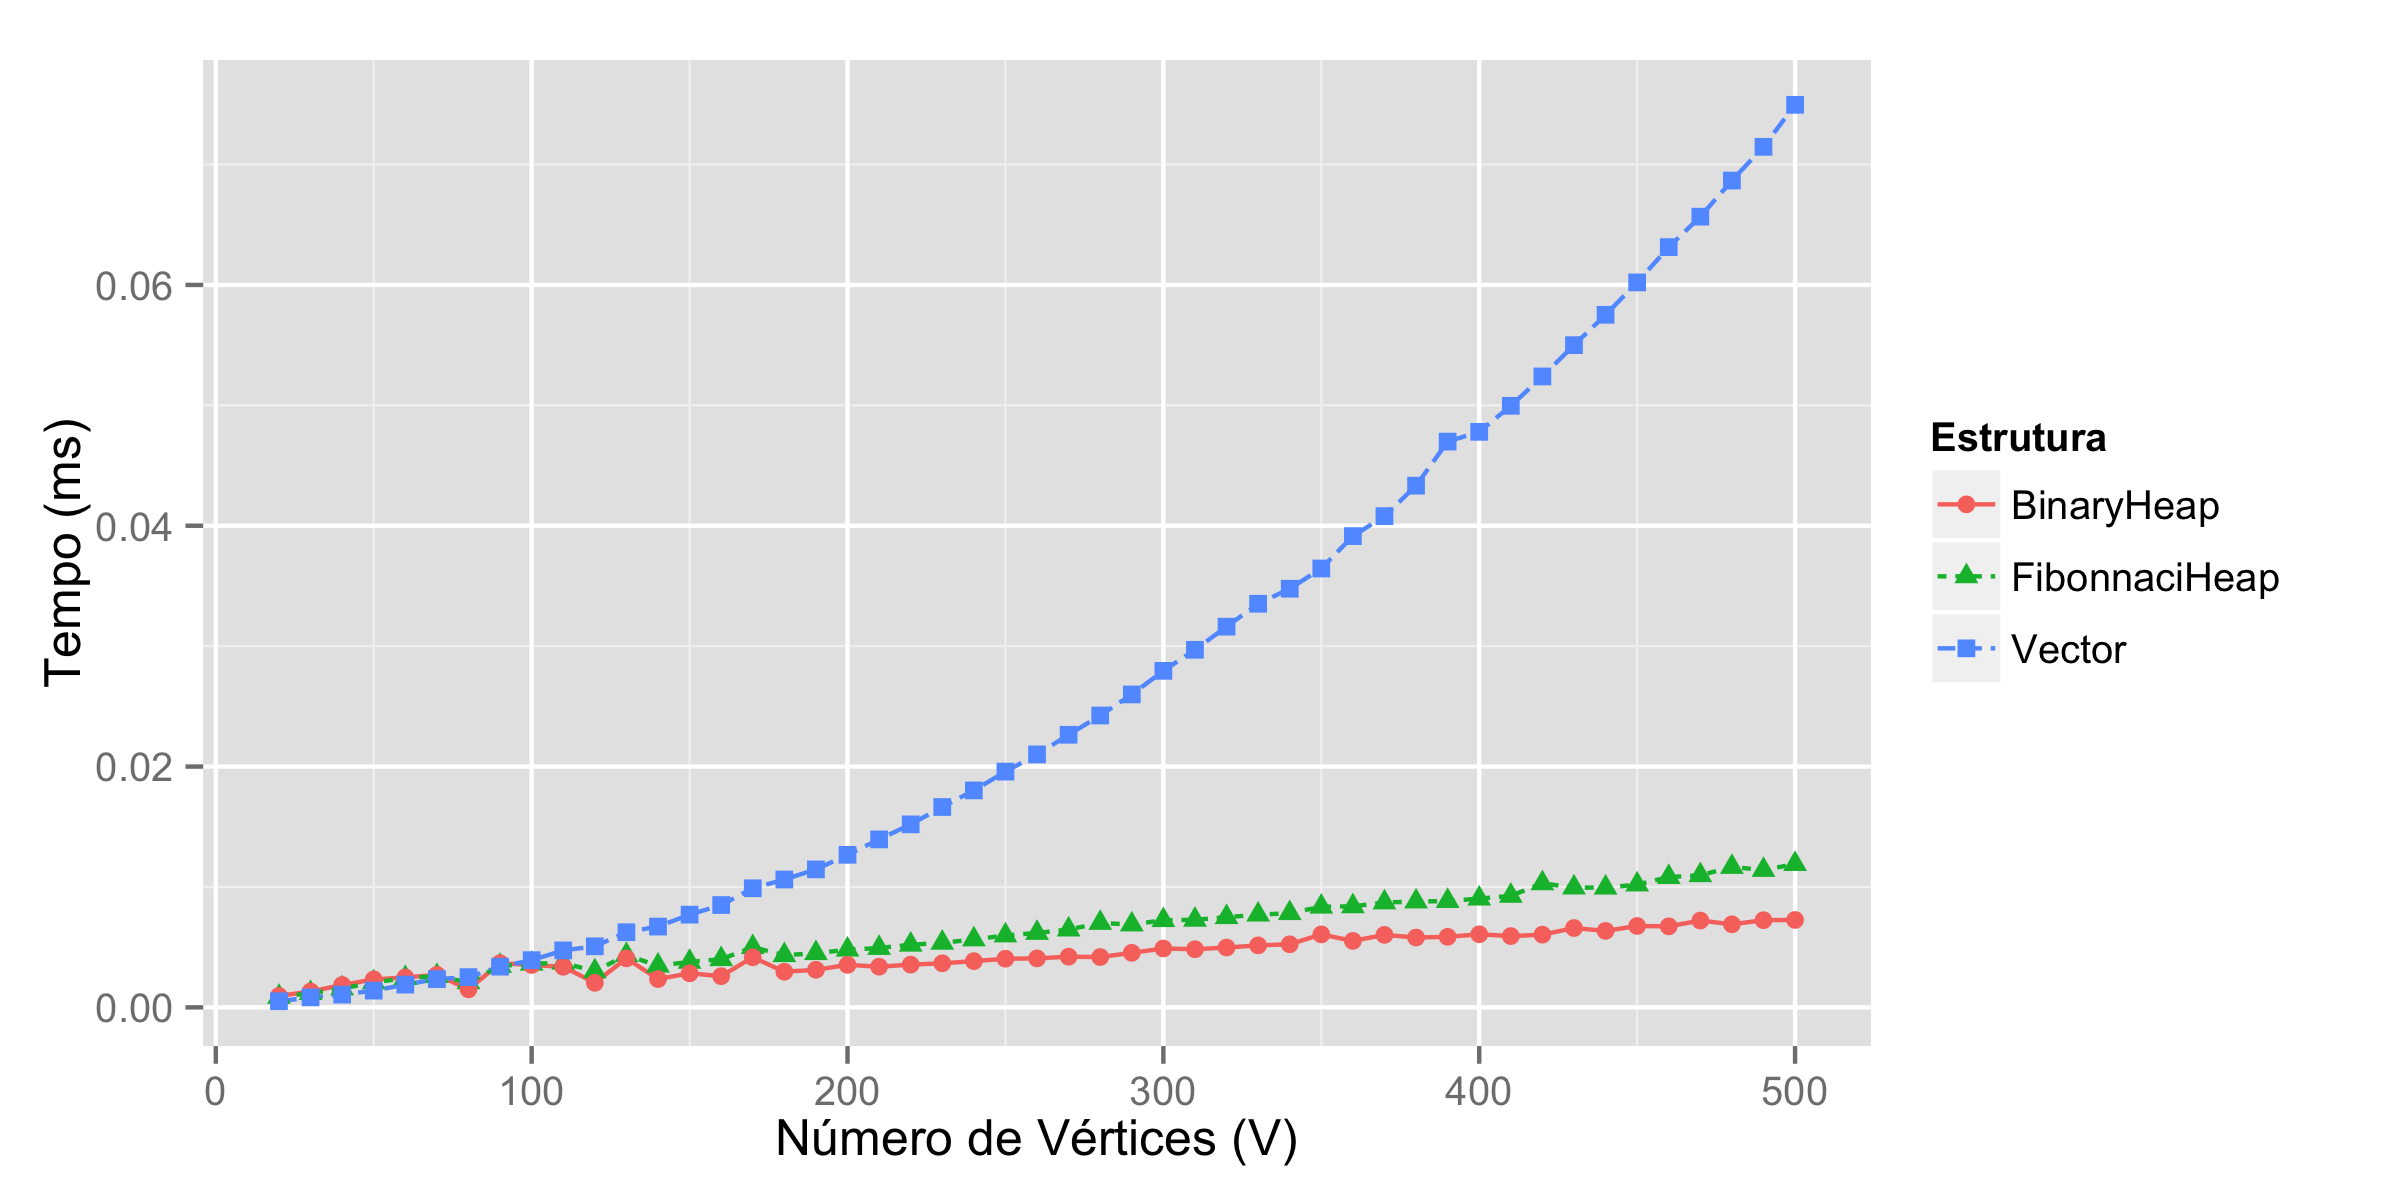 Tempo (ms)
0.06
0.04
0.02
0.00
0 100 200 300 400 500
Número de Vértices (V)
Estrutura
BinaryHeap
FibonnaciHeap
Vector